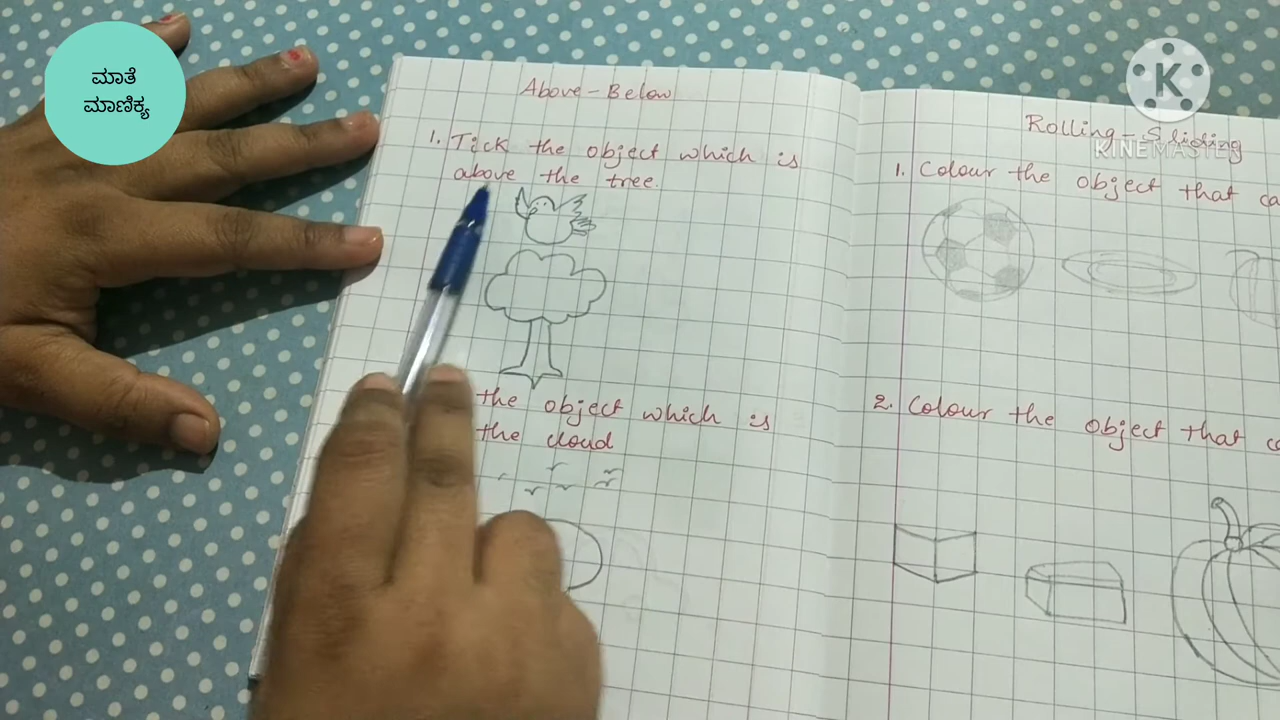 ಮಾತೆ
ಮಾಣಿಕ್ಯ
K
KINEMASTER
Above - Below
1. Tick the object which is
above the tree.
the object which is
the cloud
Rolling - Sliding
1. Colour the object that
2. Colour the object that